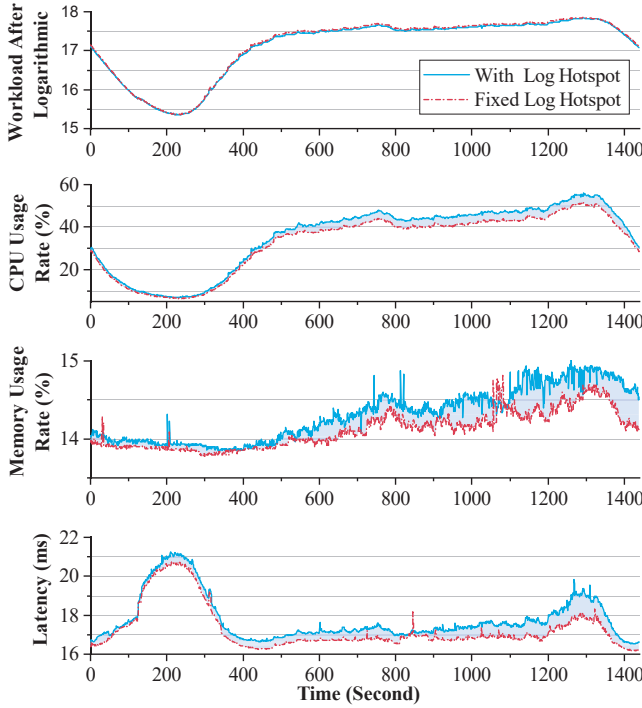 Workload After
Logarithmic
18
17
16
15
With Log Hotspot
Fixed Log Hotspot
0 200 400 600 800 1000 1200 1400
CPU Usage
Rate (%)
60
40
20
0 200 400 600 800 1000 1200 1400
Memory Usage
Rate (%)
15
14
0 200 400 600 800 1000 1200 1400
Latency (ms)
22
21
20
19
18
17
16
0 200 400 600 800 1000 1200 1400
Time (Second)